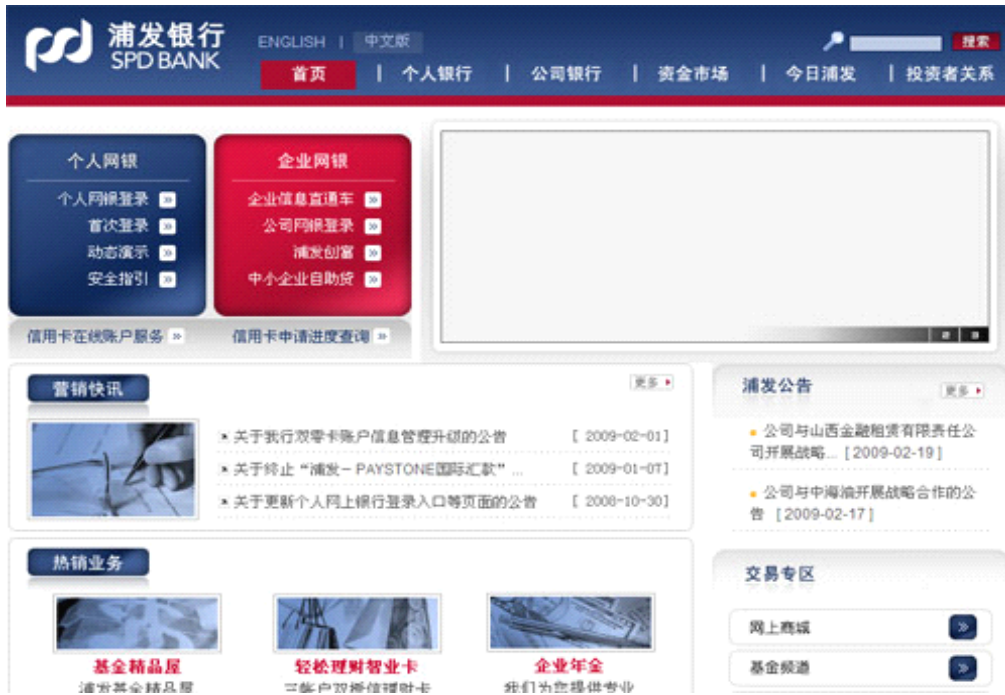 浦发银行
SPD BANK
ENGLISH | 中文版
搜索
首页 | 个人银行 | 公司银行 | 资金市场 | 今日浦发 | 投资者关系
个人网银
个人网银登录
首次登录
动态演示
安全指引
企业网银
企业信息直通车
公司网银登录
浦发创富
中小企业自助贷
信用卡在线账户服务
信用卡申请进度查询
营销快讯
更多
关于我行双零卡账户信息管理升级的公告 [ 2009-02-01]
关于终止“浦发－PAYSTONE国际汇款” ... [ 2009-01-07]
关于更新个人网上银行登录入口等页面的公告 [ 2008-10-30]
浦发公告
更多
公司与山西金融租赁有限责任公
司开展战略... [2009-02-19]
公司与中海油开展战略合作的公
告 [2009-02-17]
热销业务
基金精品屋
浦发基金精品屋
轻松理财智业卡
三账户双授信理财卡
企业年金
我们为您提供专业
交易专区
网上商城
基金频道